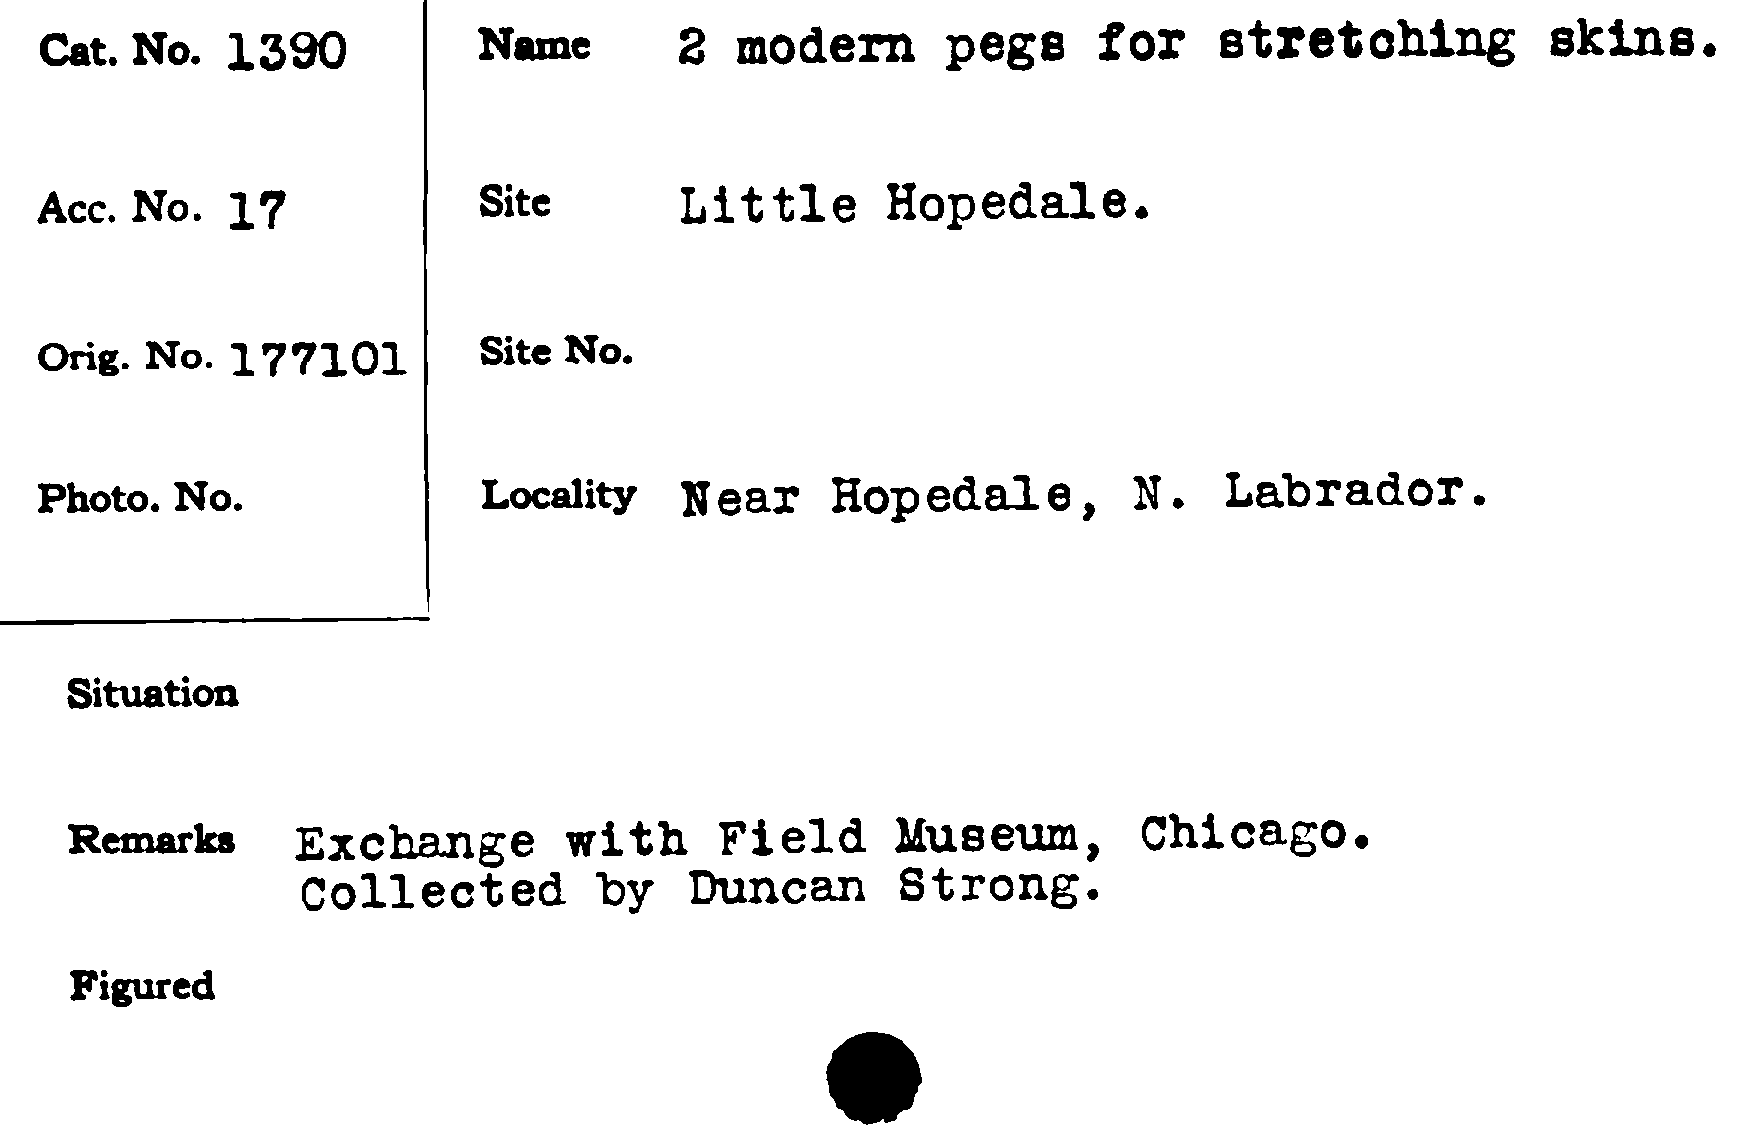 Cat. No. 1390
Name 2 modern pegs for stretching skins.
Acc. No. 17
Site Little Hopedale.
Orig. No. 177101
Site No.
Photo. No.
Locality Near Hopedale, N. Labrador.
Situation
Remarks Exchange with Field Museum, Chicago.
Collected by Duncan Strong.
Figured